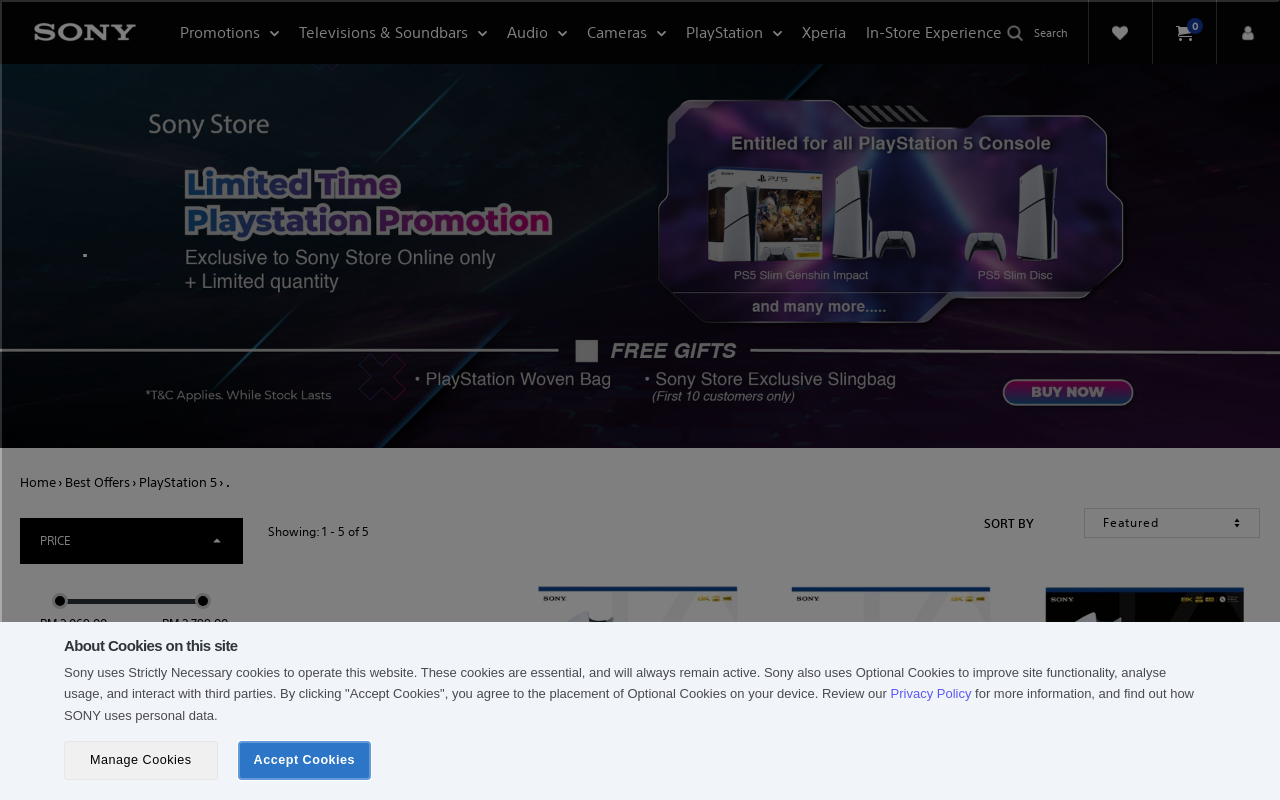 SONY
Promotions
Televisions & Soundbars
Audio
Cameras
PlayStation
Xperia
In-Store Experience
Search
0
Sony Store
Limited Time
Playstation Promotion
Exclusive to Sony Store Online only
+ Limited quantity
Entitled for all PlayStation 5 Console
PS5 Slim Genshin Impact
PS5 Slim Disc
and many more.....
FREE GIFTS
• PlayStation Woven Bag
• Sony Store Exclusive Slingbag
(First 10 customers only)
*T&C Applies. While Stock Lasts
BUY NOW
Home › Best Offers › PlayStation 5 › .
PRICE
Showing: 1 - 5 of 5
SORT BY
Featured
SONY
SONY
SONY
About Cookies on this site
Sony uses Strictly Necessary cookies to operate this website. These cookies are essential, and will always remain active. Sony also uses Optional Cookies to improve site functionality, analyse
usage, and interact with third parties. By clicking "Accept Cookies", you agree to the placement of Optional Cookies on your device. Review our Privacy Policy for more information, and find out how
SONY uses personal data.
Manage Cookies
Accept Cookies